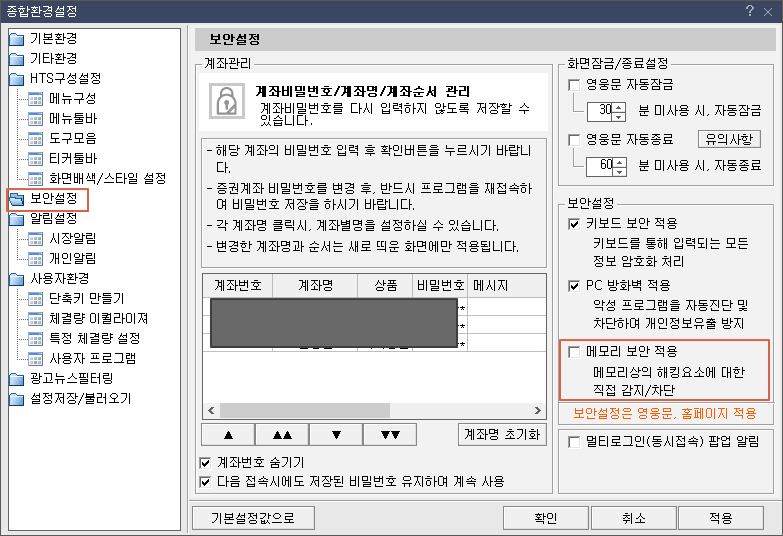 종합환경설정
기본환경
기타환경
HTS구성설정
메뉴구성
메뉴툴바
도구모음
티커툴바
화면배색/스타일 설정
보안설정
알림설정
시장알림
개인알림
사용자환경
단축키 만들기
체결량 이퀄라이져
특정 체결량 설정
사용자 프로그램
광고뉴스필터링
설정저장/불러오기
보안설정
계좌관리
계좌비밀번호/계좌명/계좌순서 관리
계좌비밀번호를 다시 입력하지 않도록 저장할 수
있습니다.
- 해당 계좌의 비밀번호 입력 후 확인버튼을 누르시기 바랍니
다.
- 증권계좌 비밀번호를 변경 후, 반드시 프로그램을 재접속하
여 비밀번호 저장을 하시기 바랍니다.
- 각 계좌명 클릭시, 계좌별명을 설정하실 수 있습니다.
- 변경한 계좌명과 순서는 새로 띄운 화면에만 적용됩니다.
계좌번호 계좌명 상품 비밀번호 메시지
▲ ▲▲ ▼ ▼▼ 계좌명 초기화
계좌번호 숨기기
다음 접속시에도 저장된 비밀번호 유지하며 계속 사용
화면잠금/종료설정
영웅문 자동잠금
30 분 미사용 시, 자동잠금
영웅문 자동종료 유의사항
60 분 미사용 시, 자동종료
보안설정
키보드 보안 적용
키보드를 통해 입력되는 모든
정보 암호화 처리
PC 방화벽 적용
악성 프로그램을 자동진단 및
차단하여 개인정보유출 방지
메모리 보안 적용
메모리상의 해킹요소에 대한
직접 감지/차단
보안설정은 영웅문, 홈페이지 적용
멀티로그인(동시접속) 팝업 알림
기본설정값으로 확인 취소 적용